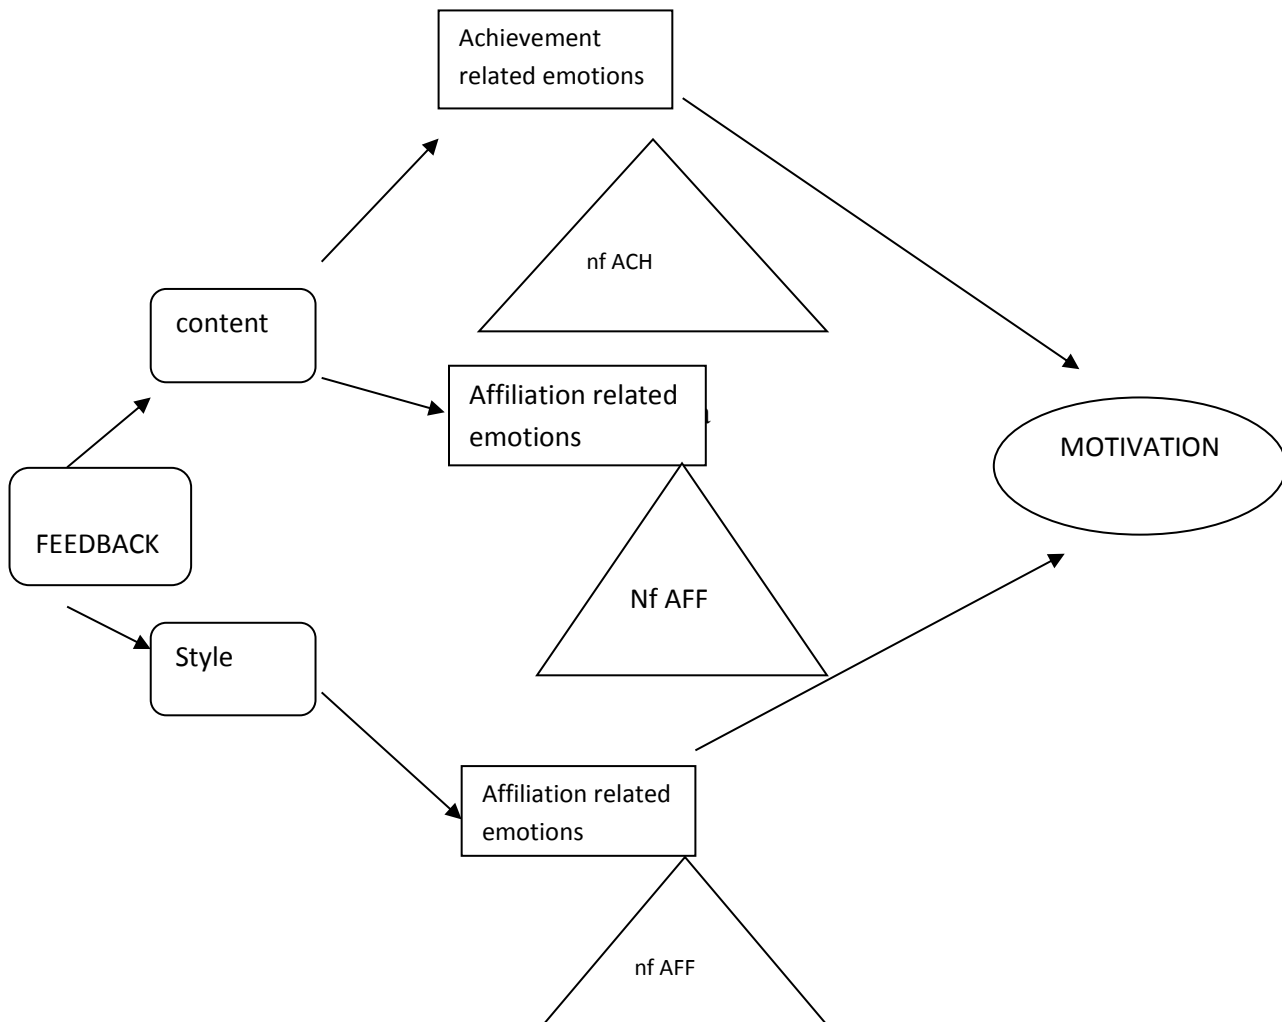 Achievement
related emotions
nf ACH
content
Affiliation related
emotions
MOTIVATION
FEEDBACK
Nf AFF
Style
Affiliation related
emotions
nf AFF